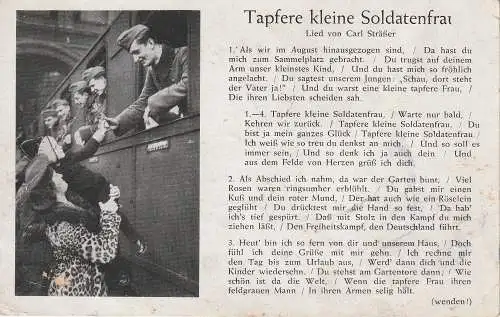 Tapfere kleine Soldatenfrau
Lied von Carl Sträßer
1.' Als wir im August hinausgezogen sind, / Da hast du
mich zum Sammelplatz gebracht. / Du trugst auf deinem
Arm unser kleinstes Kind, / Und du hast mich so fröhlich
angelacht. / Du sagtest unserem Jungen: „Schau, dort steht
der Vater ja!" / Und du warst eine kleine tapfre Frau, /
Die ihren Liebsten scheiden sah.
1.—4. Tapfere kleine Soldatenfrau. / Warte nur bald, /
Kehren wir zurück. / Tapfere kleine Soldatenfrau, / Du
bist ja mein ganzes Glück / Tapfere kleine Soldatenfrau /
Ich weiß wie so treu du denkst an mich. / Und so soll es
immer sein, / Und so denk ich ja auch dein / Und
aus dem Felde von Herzen grüß ich dich.
2. Als Abschied ich nahm, da war der Garten bunt, / Viel
Rosen waren ringsumher erblüht. / Du gabst mir einen
Kuß und dein roter Mund, / Der hat auch wie ein Röselein
geglüht / Du drücktest mir die Hand so fest, / Da hab'
ich's tief gespürt. / Daß mit Stolz in den Kampf du mich
ziehen läßt, / Den Freiheitskampf, den Deutschland führt.
3. Heut' bin ich so fern von dir und unserem Haus, / Doch
fühl ich deine Grüße mit mir gehn. / Ich rechne mir
den Tag bis zum Urlaub aus, / Werd' dann dich und die
Kinder wiedersehn. / Du stehst am Gartentore dann, / Wie
schön ist da die Welt, / Wenn die tapfre Frau ihren
feldgrauen Mann / In ihren Armen selig hält.
(wenden!)